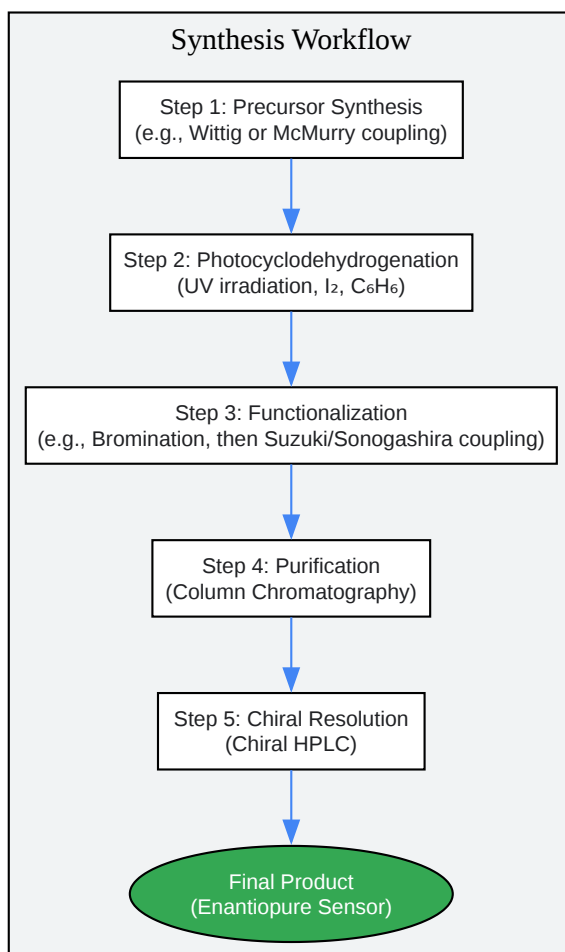 Synthesis Workflow
Step 1: Precursor Synthesis
(e.g., Wittig or McMurry coupling)
Step 2: Photocyclodehydrogenation
(UV irradiation, I₂, C₆H₆)
Step 3: Functionalization
(e.g., Bromination, then Suzuki/Sonogashira coupling)
Step 4: Purification
(Column Chromatography)
Step 5: Chiral Resolution
(Chiral HPLC)
Final Product
(Enantiopure Sensor)